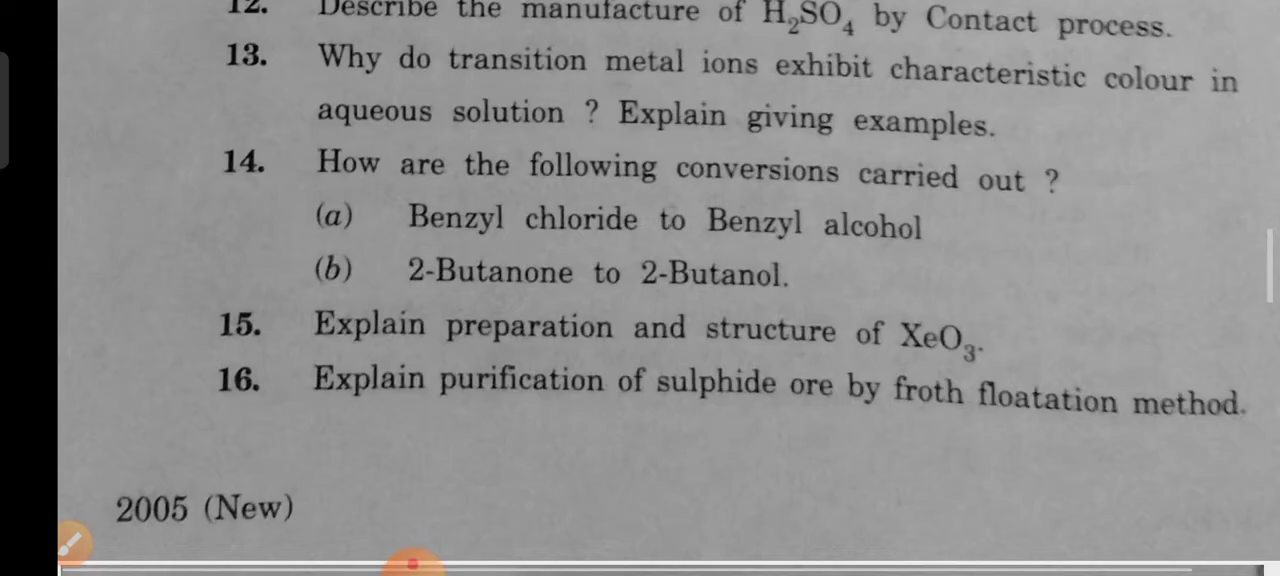 12. Describe the manufacture of H₂SO₄ by Contact process.
13. Why do transition metal ions exhibit characteristic colour in
aqueous solution ? Explain giving examples.
14. How are the following conversions carried out ?
(a) Benzyl chloride to Benzyl alcohol
(b) 2-Butanone to 2-Butanol.
15. Explain preparation and structure of XeO₃.
16. Explain purification of sulphide ore by froth floatation method.
2005 (New)